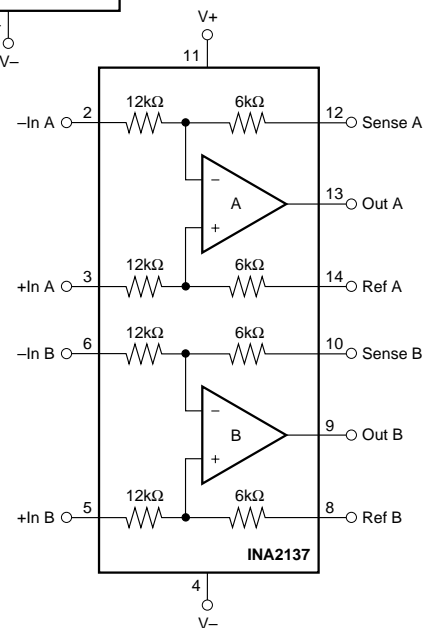 V–
V+
11
12kΩ 6kΩ
–In A 2 12 Sense A
–
A 13 Out A
+
12kΩ 6kΩ
+In A 3 14 Ref A
12kΩ 6kΩ
–In B 6 10 Sense B
–
B 9 Out B
+
12kΩ 6kΩ
+In B 5 8 Ref B
INA2137
4
V–